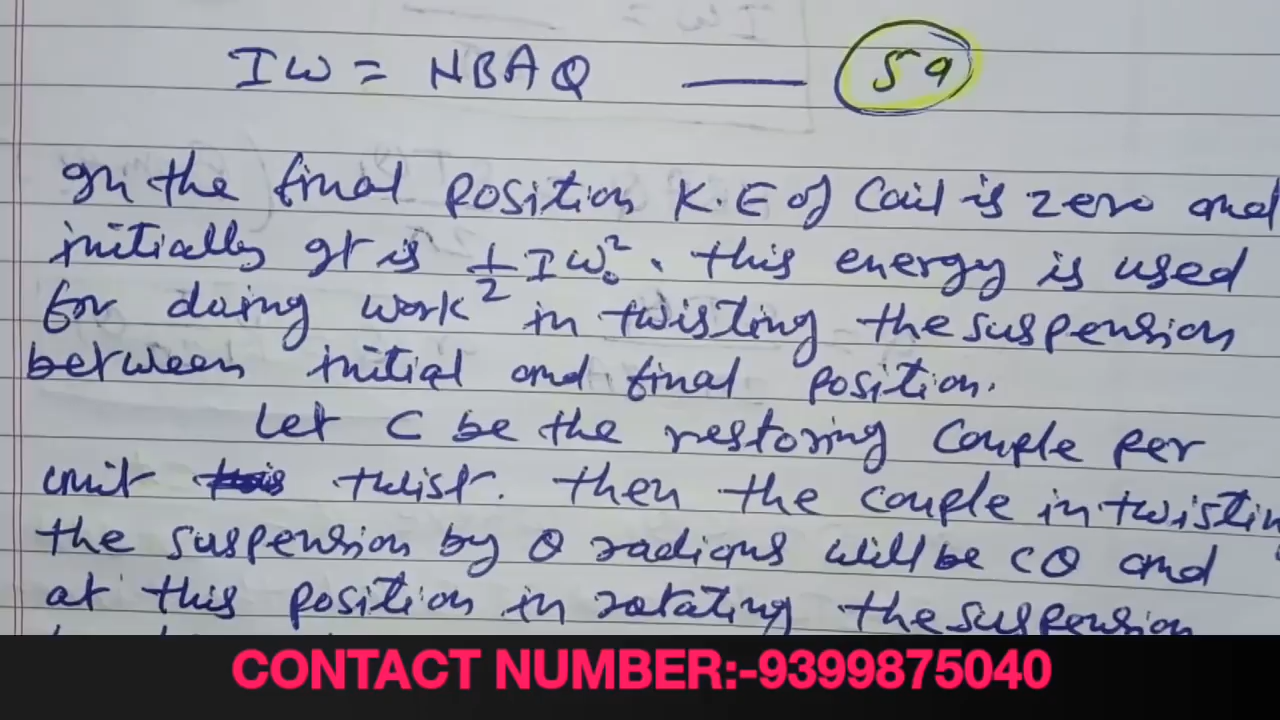 Iω = NBAQ —— 59
In the final position K.E of Coil is zero and
initially It is 1/2 Iω₀². this energy is used
for doing work in twisting the suspension
between initial and final position.
Let C be the restoring Couple per
unit twist. then the couple in twistin
the suspension by θ radians will be Cθ and
at this position in rotating the suspension
CONTACT NUMBER:-9399875040